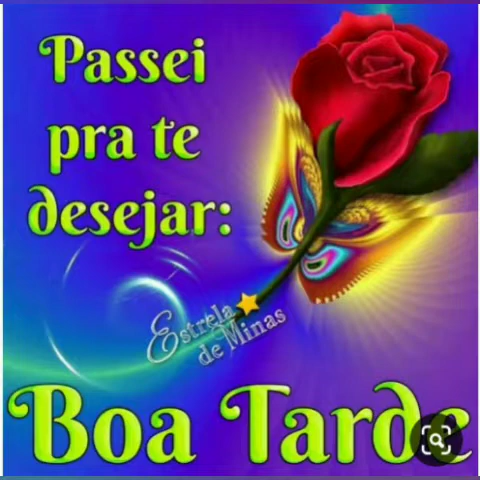 Passei
pra te
desejar:
Estrela
de Minas
Boa Tarde